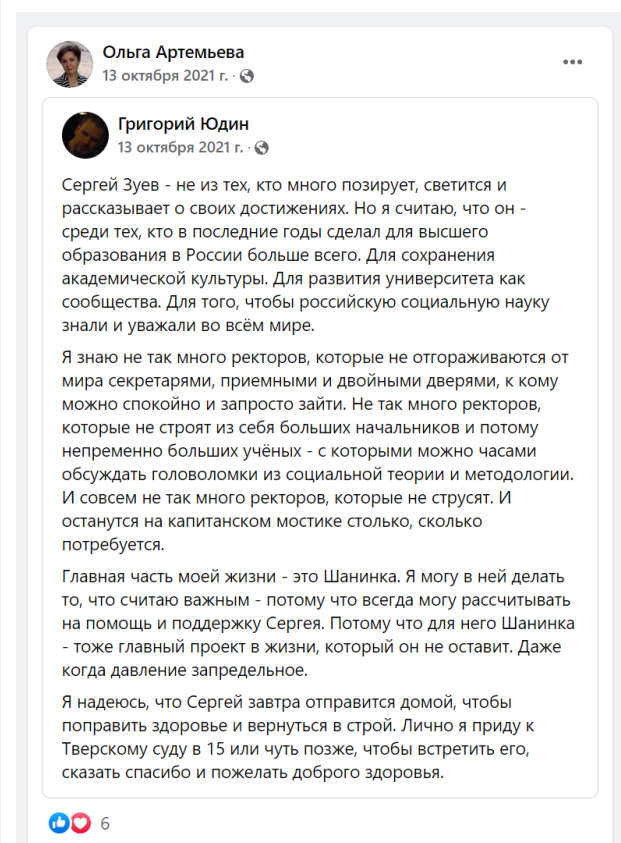 Ольга Артемьева
13 октября 2021 г. ·
Григорий Юдин
13 октября 2021 г. ·
Сергей Зуев - не из тех, кто много позирует, светится и
рассказывает о своих достижениях. Но я считаю, что он -
среди тех, кто в последние годы сделал для высшего
образования в России больше всего. Для сохранения
академической культуры. Для развития университета как
сообщества. Для того, чтобы российскую социальную науку
знали и уважали во всём мире.
Я знаю не так много ректоров, которые не отгораживаются от
мира секретарями, приемными и двойными дверями, к кому
можно спокойно и запросто зайти. Не так много ректоров,
которые не строят из себя больших начальников и потому
непременно больших учёных - с которыми можно часами
обсуждать головоломки из социальной теории и методологии.
И совсем не так много ректоров, которые не струсят. И
останутся на капитанском мостике столько, сколько
потребуется.
Главная часть моей жизни - это Шанинка. Я могу в ней делать
то, что считаю важным - потому что всегда могу рассчитывать
на помощь и поддержку Сергея. Потому что для него Шанинка
- тоже главный проект в жизни, который он не оставит. Даже
когда давление запредельное.
Я надеюсь, что Сергей завтра отправится домой, чтобы
поправить здоровье и вернуться в строй. Лично я приду к
Тверскому суду в 15 или чуть позже, чтобы встретить его,
сказать спасибо и пожелать доброго здоровья.
6